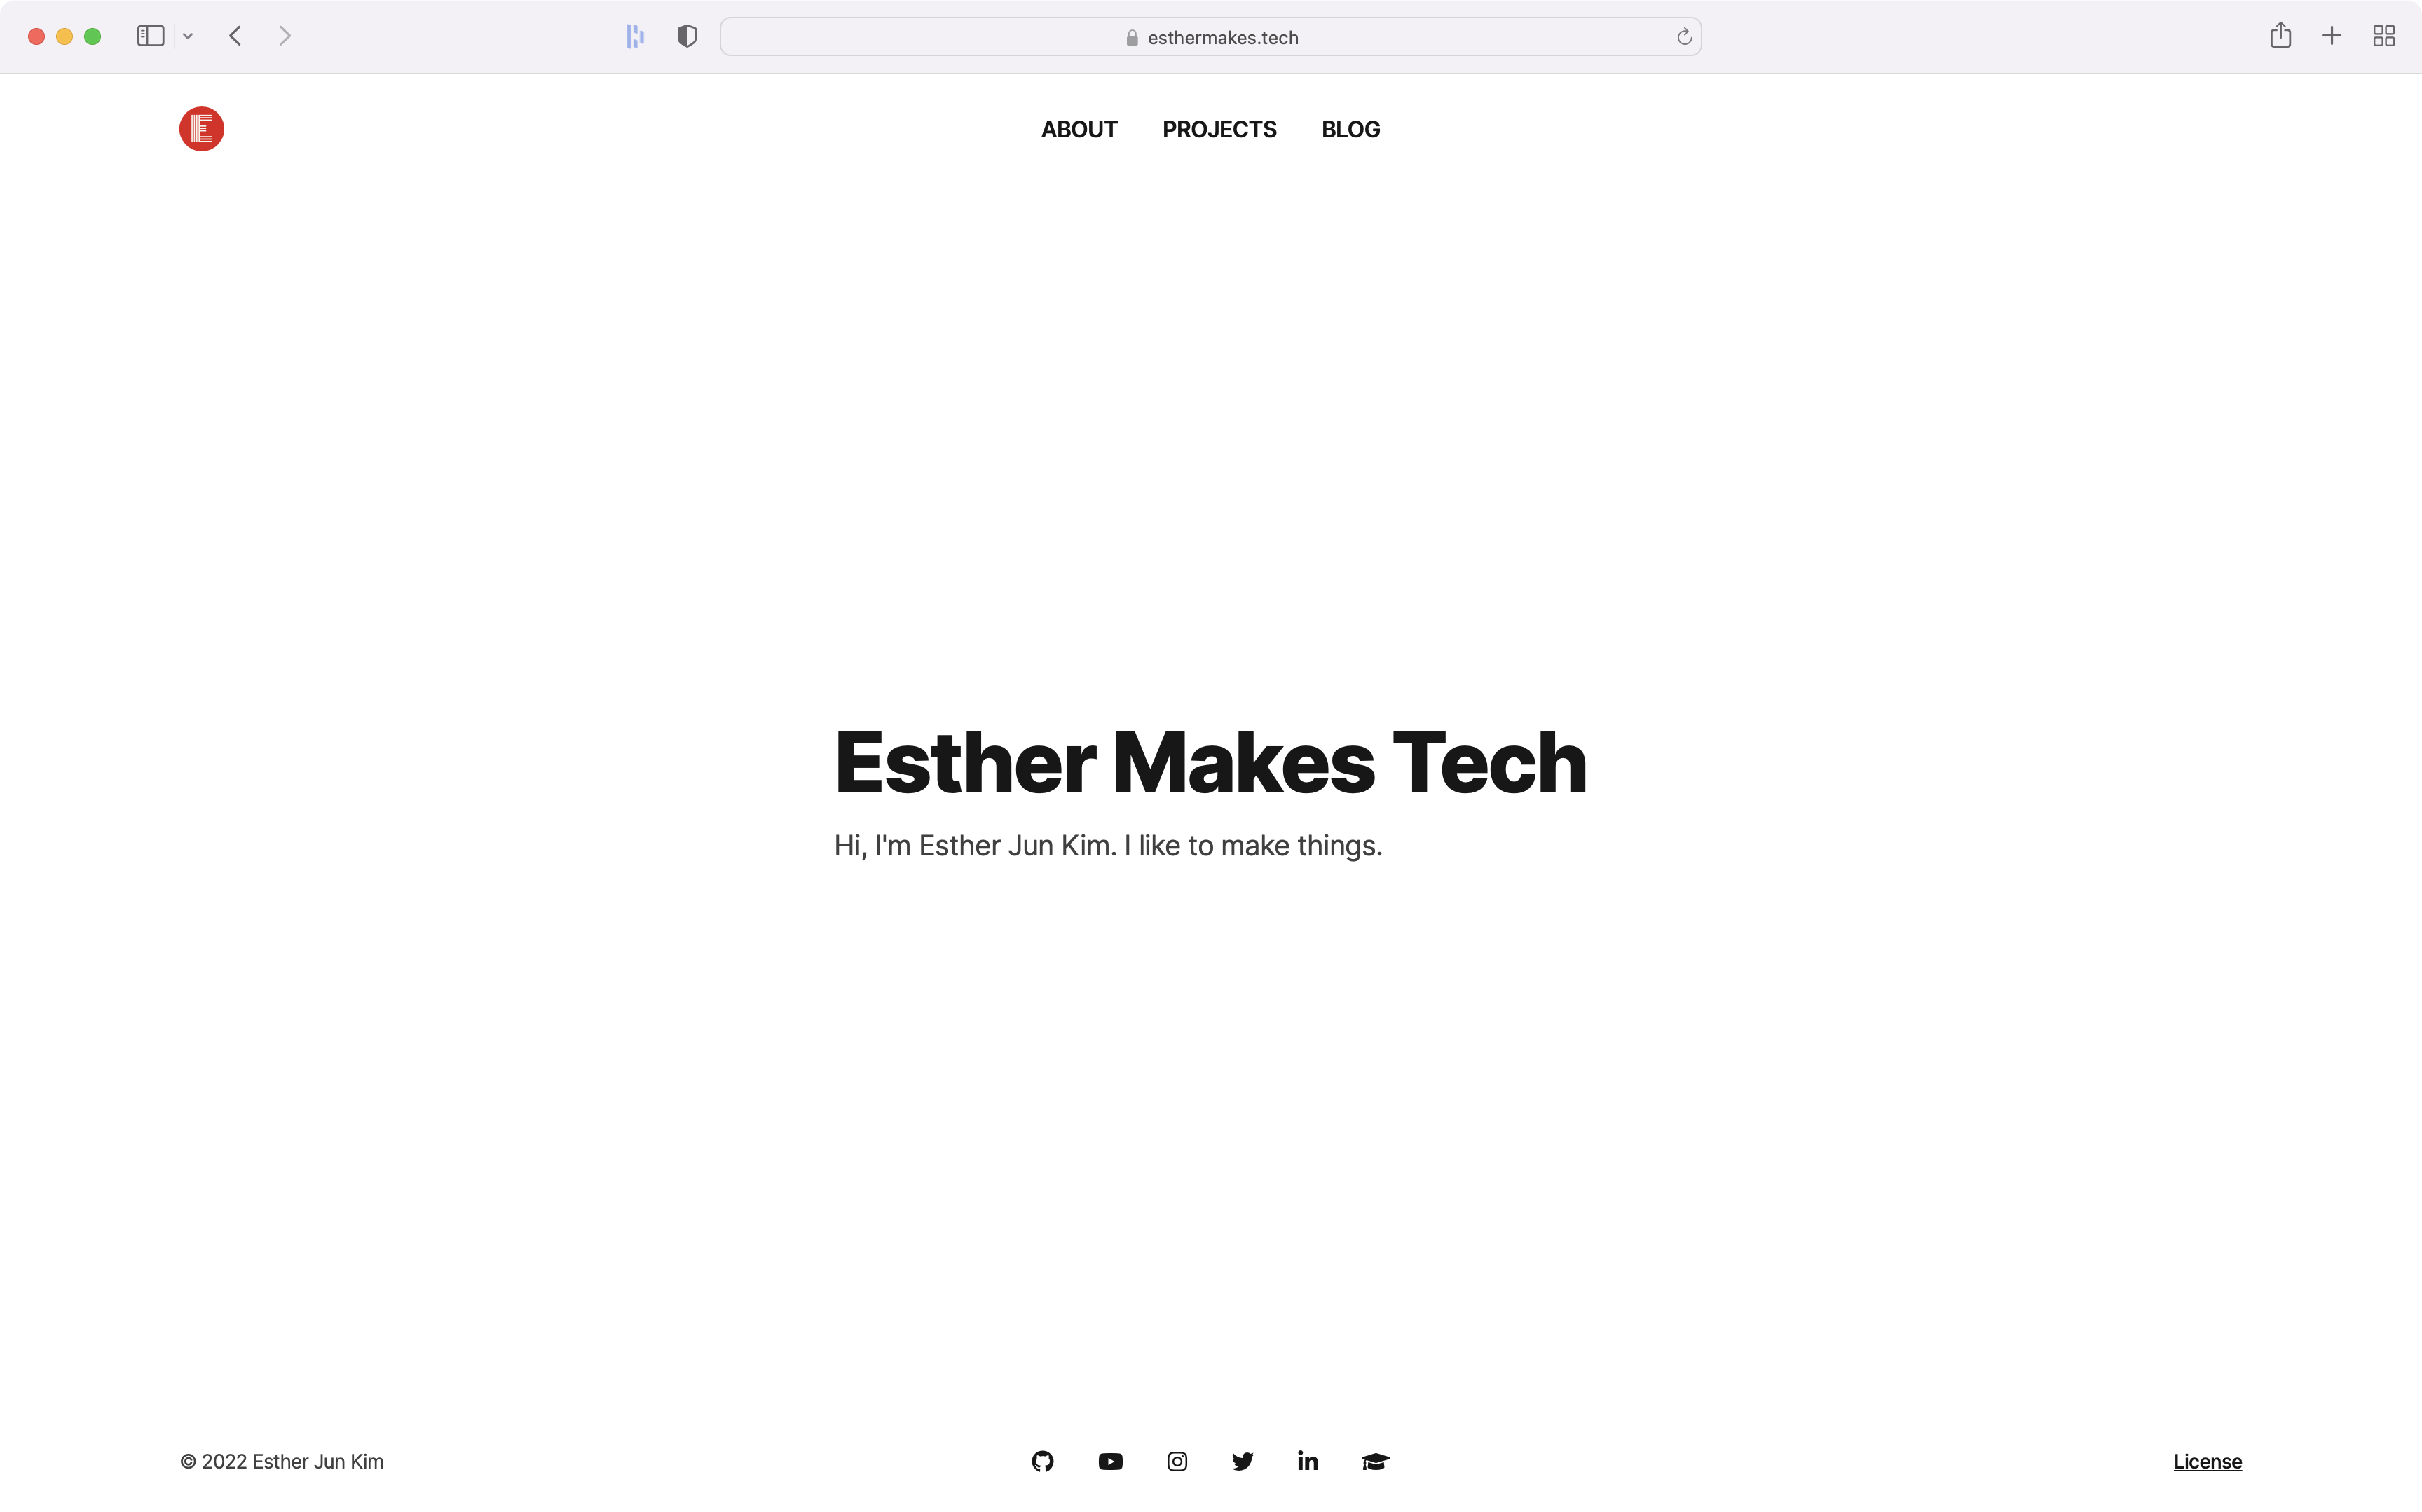 esthermakes.tech
E
ABOUT PROJECTS BLOG
Esther Makes Tech
Hi, I'm Esther Jun Kim. I like to make things.
© 2022 Esther Jun Kim
in
License